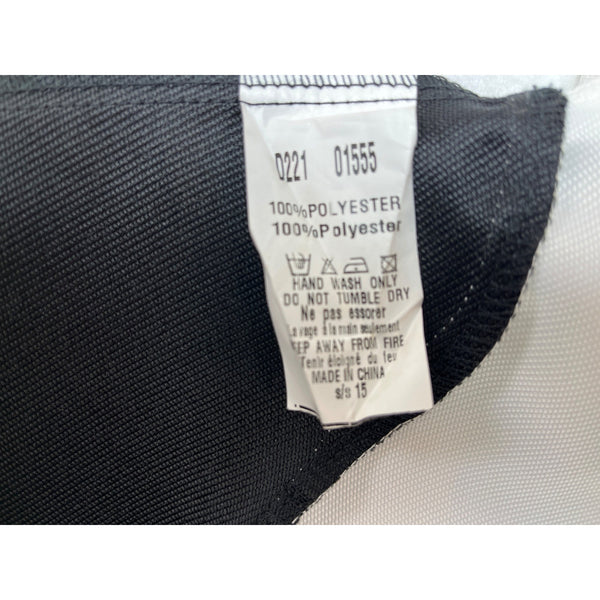 0221 01555
100%POLYESTER
100%Polyester
HAND WASH ONLY
DO NOT TUMBLE DRY
Ne pas essorer
Lavage à la main seulement
EEP AWAY FROM FIRE
Tenir éloigné du feu
MADE IN CHINA
s/s 15